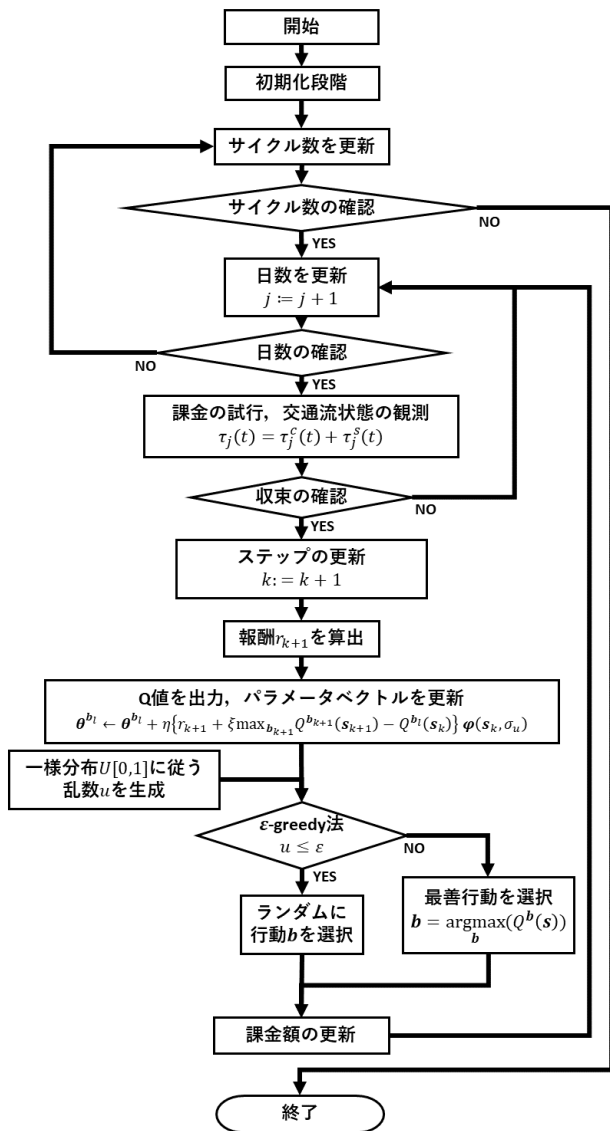 開始
初期化段階
サイクル数を更新
サイクル数の確認
NO
YES
日数を更新
j ≔ j + 1
日数の確認
NO
YES
課金の試行，交通流状態の観測
τ_j(t) = τ_j^c(t) + τ_j^s(t)
収束の確認
NO
YES
ステップの更新
k: = k + 1
報酬r_{k+1}を算出
Q値を出力，パラメータベクトルを更新
θ^{b_l} ← θ^{b_l} + η{r_{k+1} + ξmax_{b_{k+1}} Q^{b_{k+1}}(s_{k+1}) − Q^{b_l}(s_k)} φ(s_k, σ_u)
一様分布U[0,1]に従う
乱数uを生成
ε-greedy法
u ≤ ε
NO
YES
ランダムに
行動bを選択
最善行動を選択
b = argmax(Q^b(s))
b
課金額の更新
終了